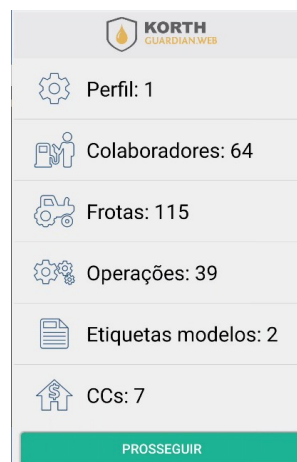 KORTH
GUARDIAN.WEB
Perfil: 1
Colaboradores: 64
Frotas: 115
Operações: 39
Etiquetas modelos: 2
CCs: 7
PROSSEGUIR